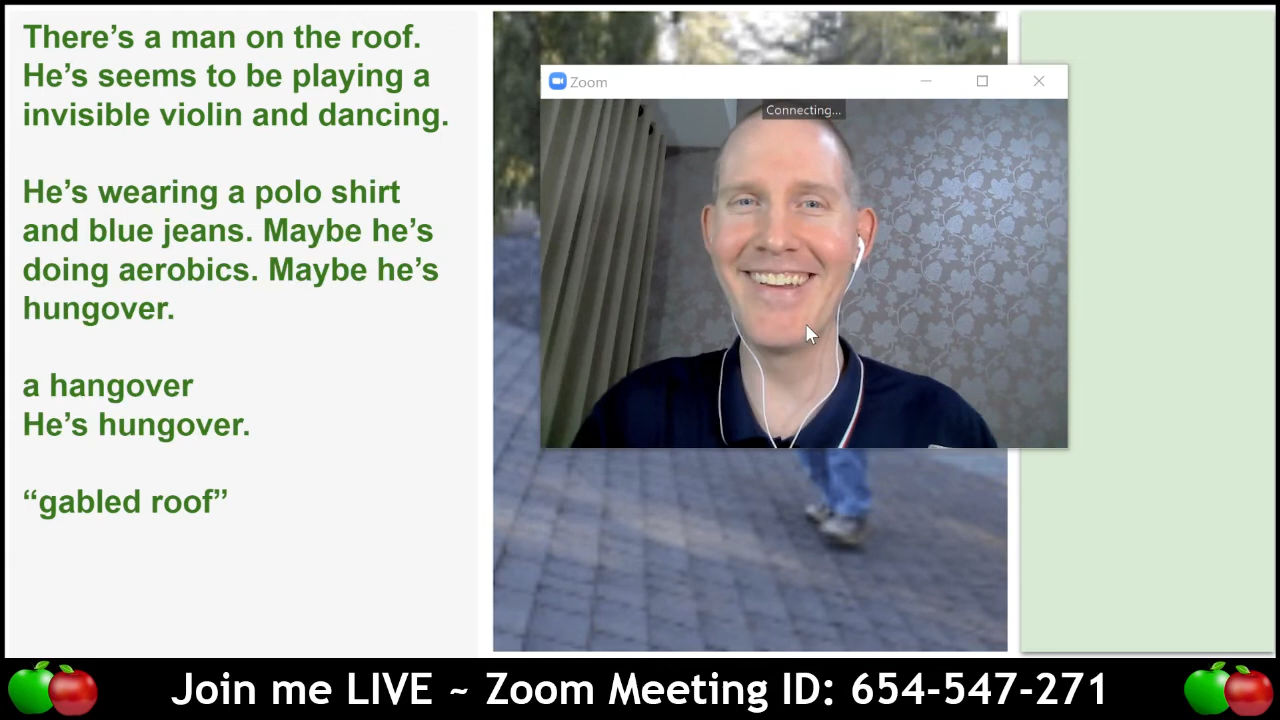 There’s a man on the roof.
He’s seems to be playing a
invisible violin and dancing.
He’s wearing a polo shirt
and blue jeans. Maybe he’s
doing aerobics. Maybe he’s
hungover.
a hangover
He’s hungover.
“gabled roof”
Zoom
Connecting...
Join me LIVE ~ Zoom Meeting ID: 654-547-271